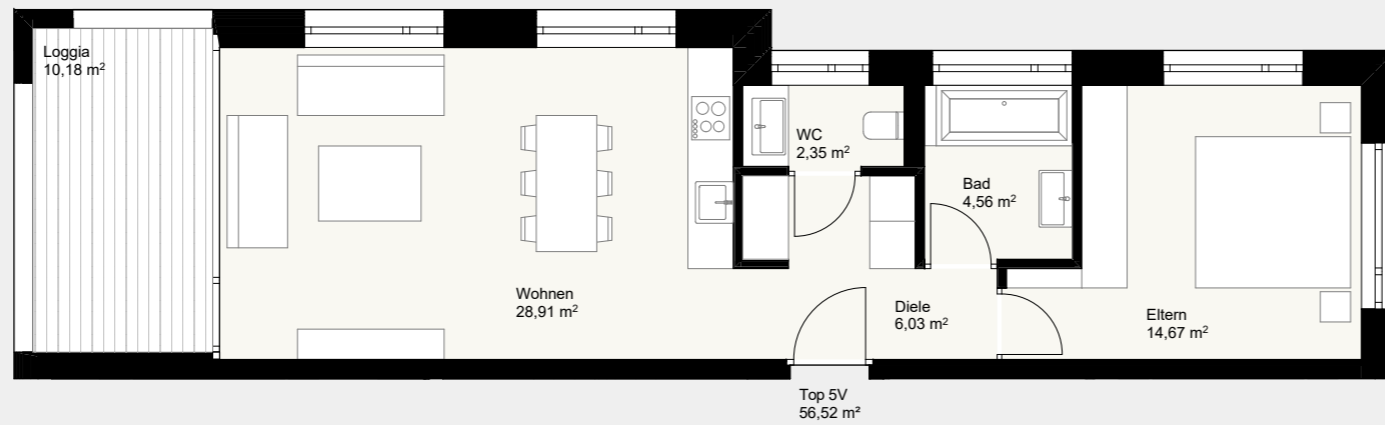 Loggia
10,18 m²
WC
2,35 m²
Bad
4,56 m²
Wohnen
28,91 m²
Diele
6,03 m²
Eltern
14,67 m²
Top 5V
56,52 m²